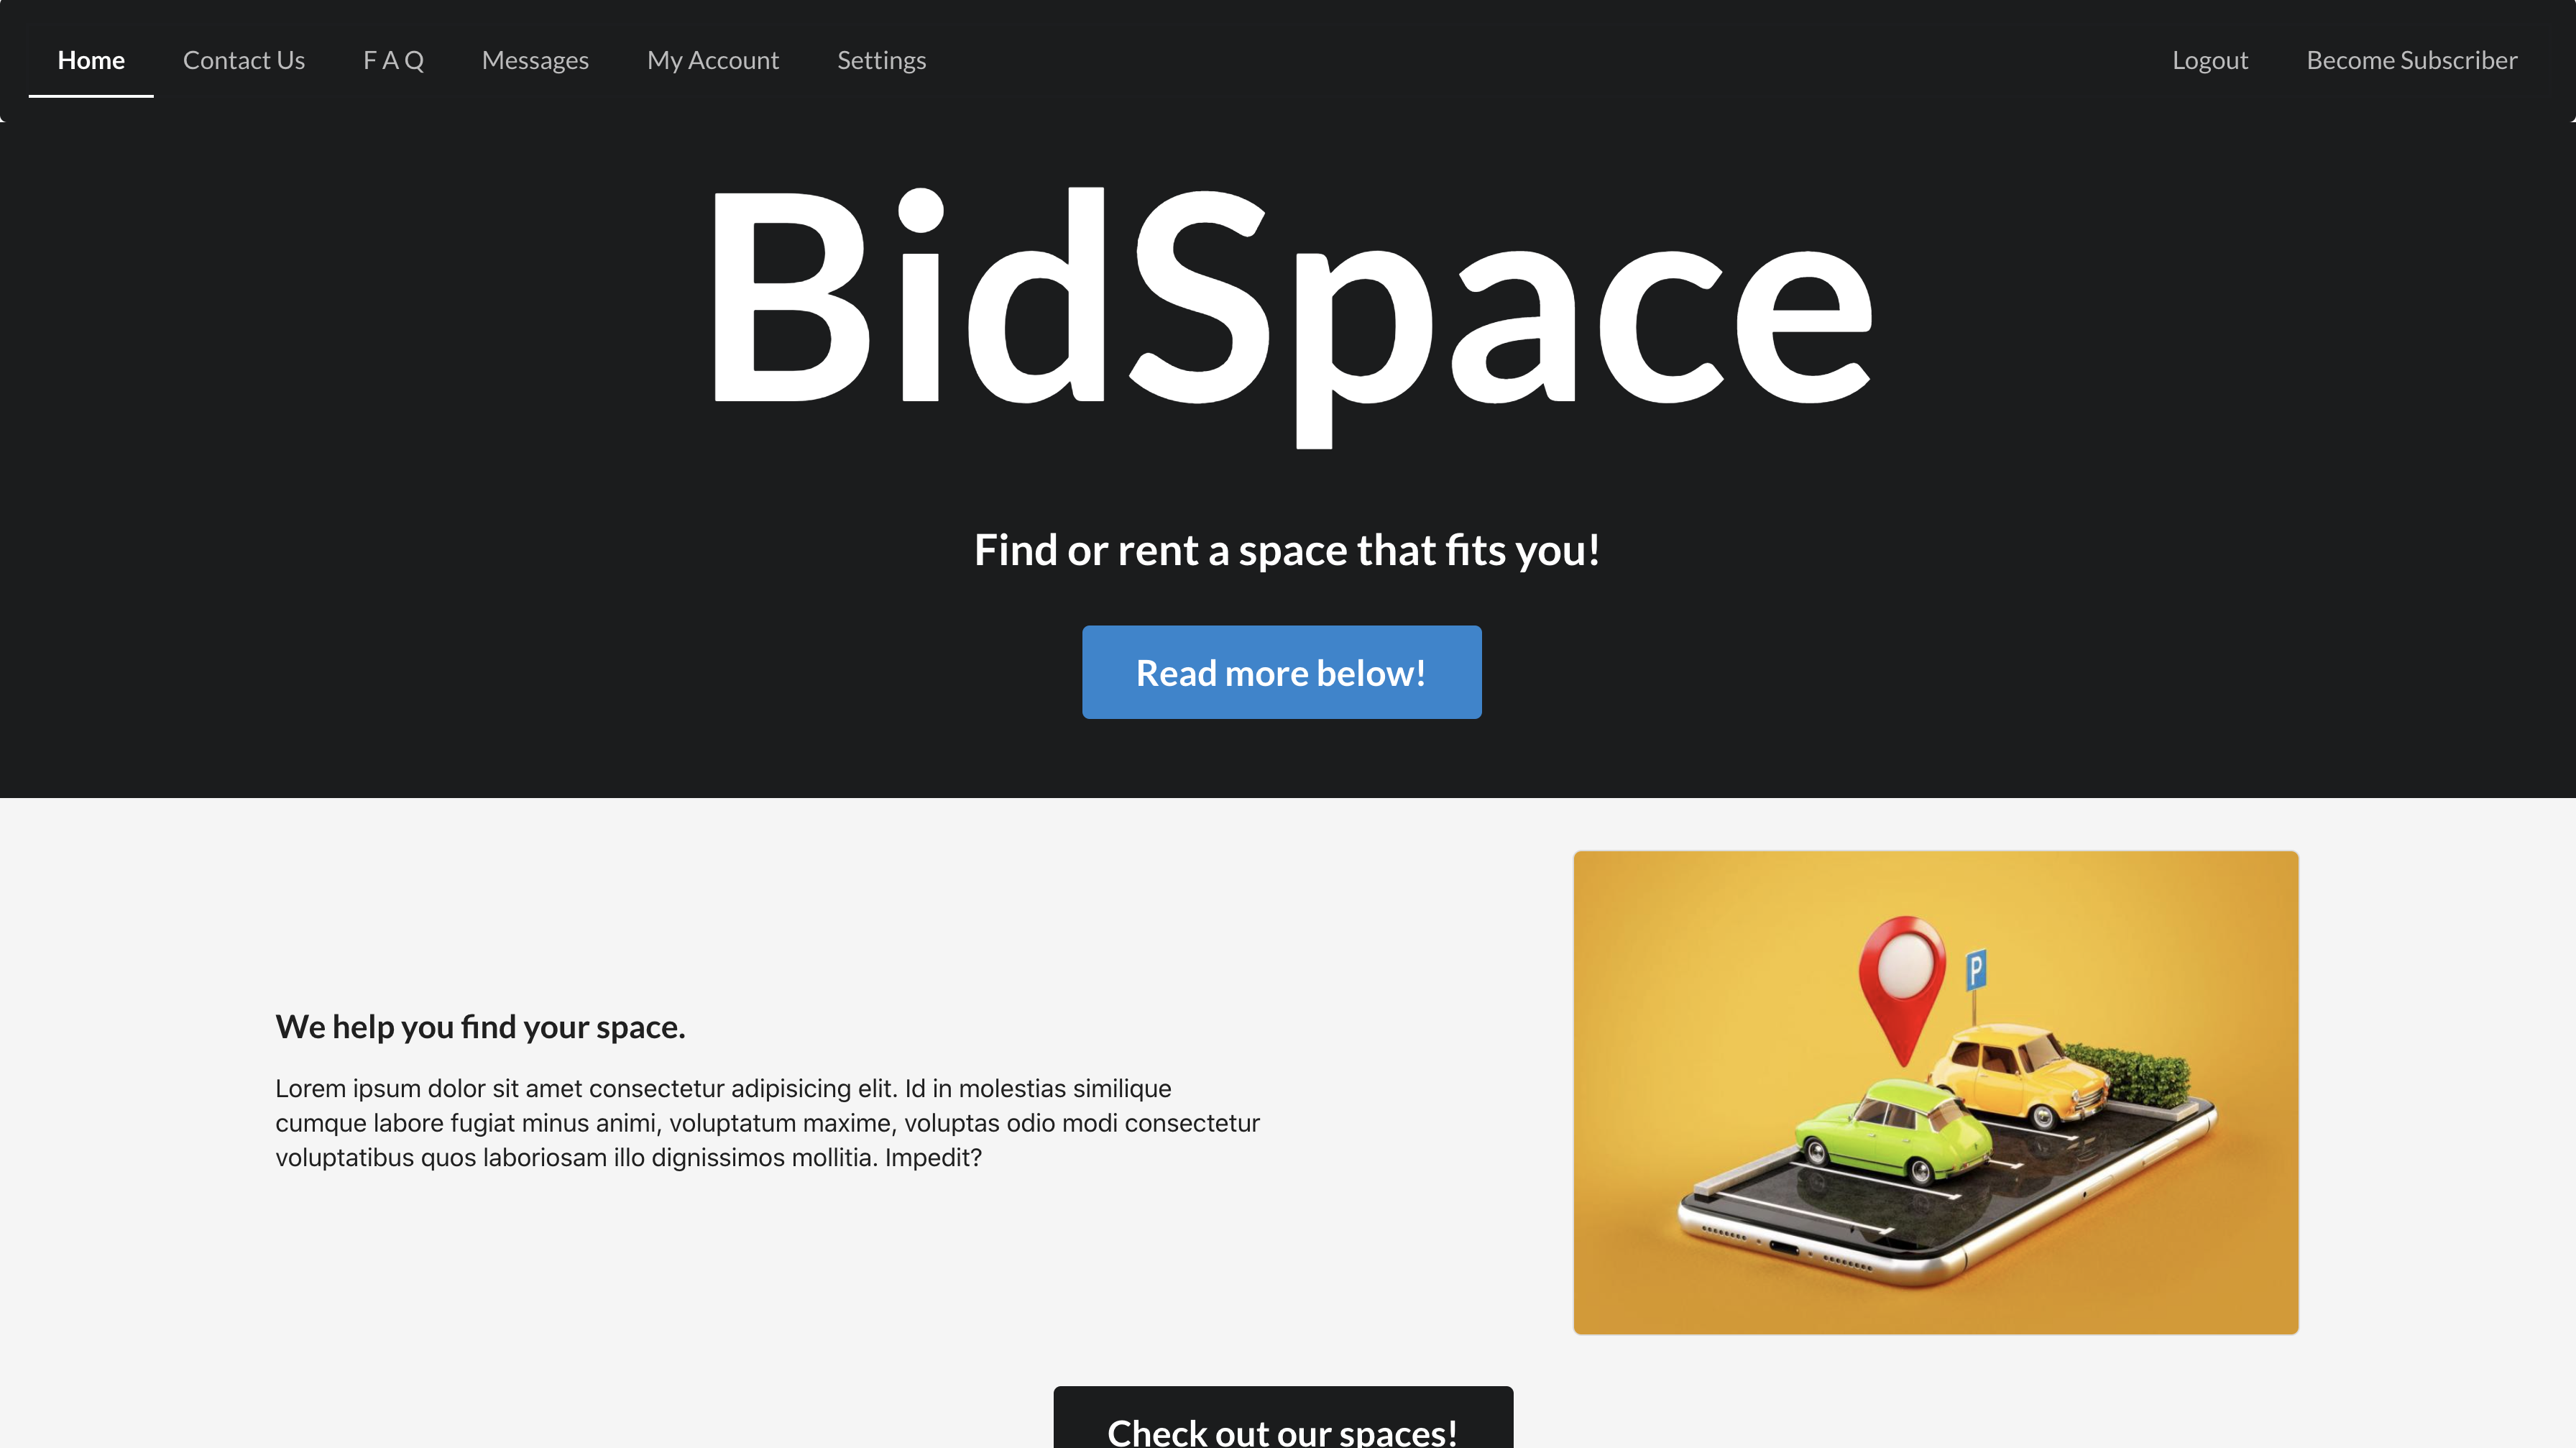 Home Contact Us F A Q Messages My Account Settings Logout Become Subscriber
BidSpace
Find or rent a space that fits you!
Read more below!
P
We help you find your space.
Lorem ipsum dolor sit amet consectetur adipisicing elit. Id in molestias similique
cumque labore fugiat minus animi, voluptatum maxime, voluptas odio modi consectetur
voluptatibus quos laboriosam illo dignissimos mollitia. Impedit?
Check out our spaces!